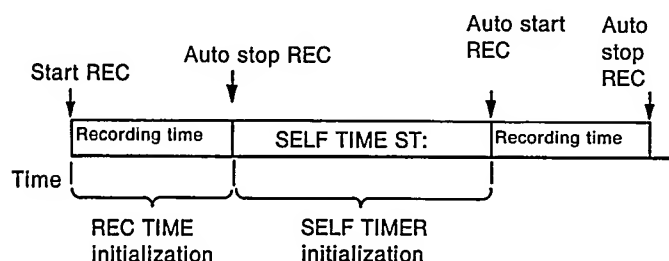 Start REC
Auto stop REC
Auto start
REC
Auto
stop
REC
Recording time
SELF TIME ST:
Recording time
Time
REC TIME
initialization
SELF TIMER
initialization